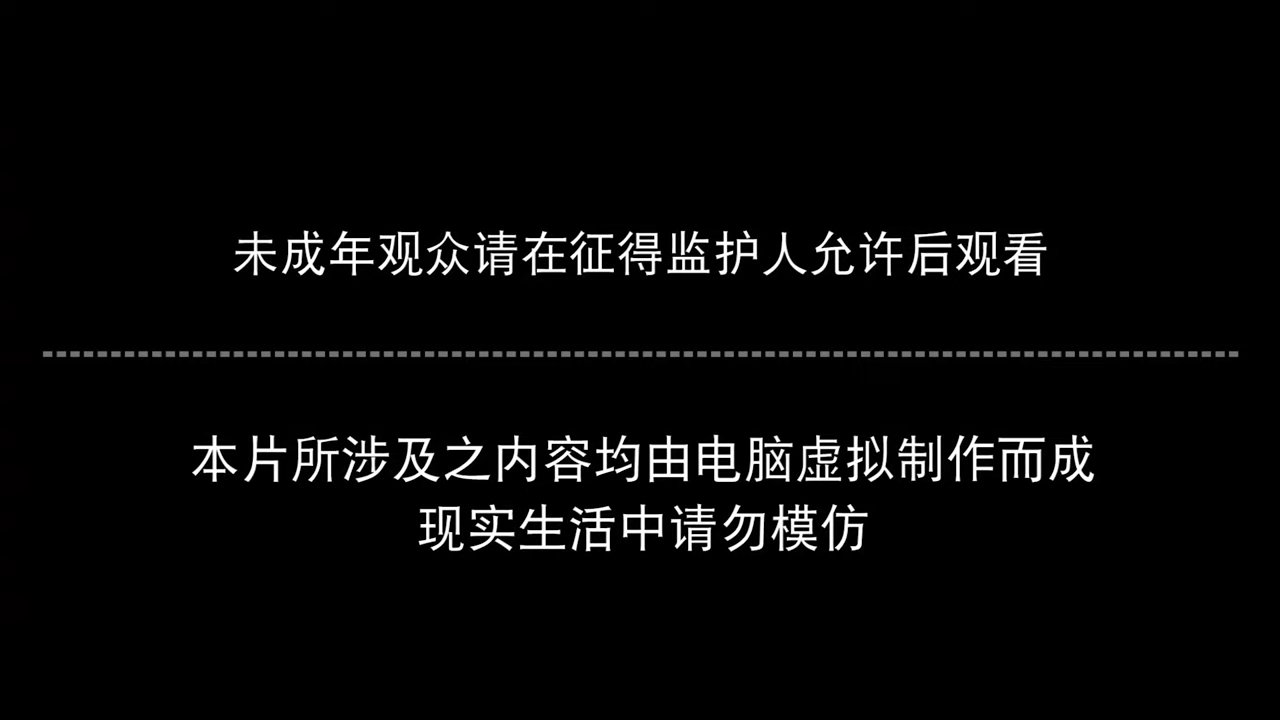 未成年观众请在征得监护人允许后观看
本片所涉及之内容均由电脑虚拟制作而成
现实生活中请勿模仿